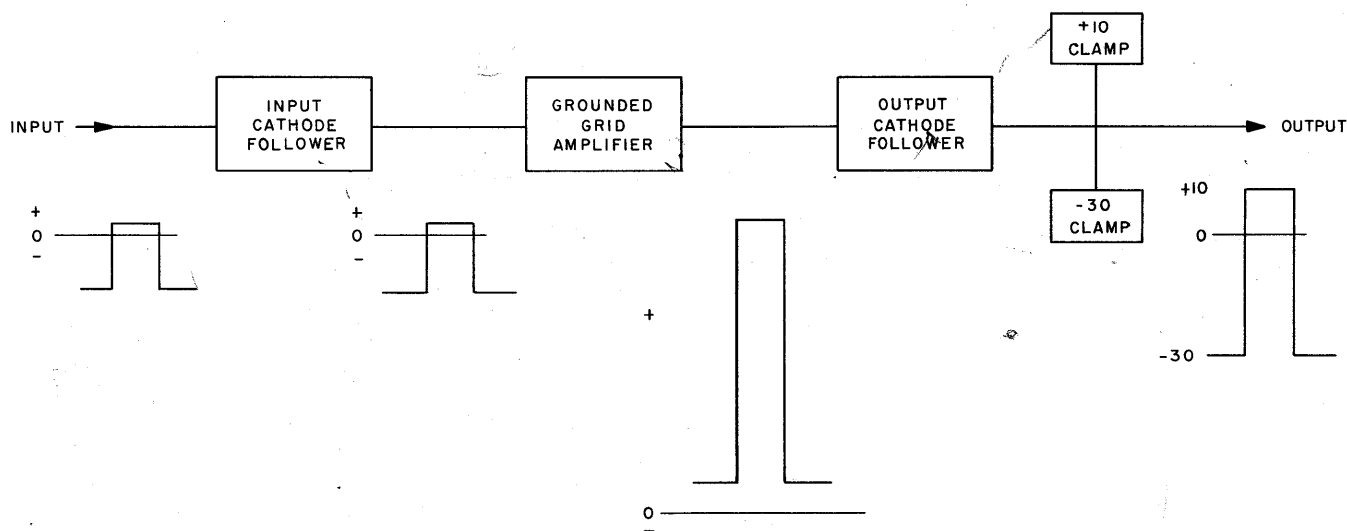 +10
CLAMP
INPUT
CATHODE
FOLLOWER
GROUNDED
GRID
AMPLIFIER
OUTPUT
CATHODE
FOLLOWER
INPUT
OUTPUT
-30
CLAMP
+
0
-
+
0
-
+
0
-
+10
0
-30